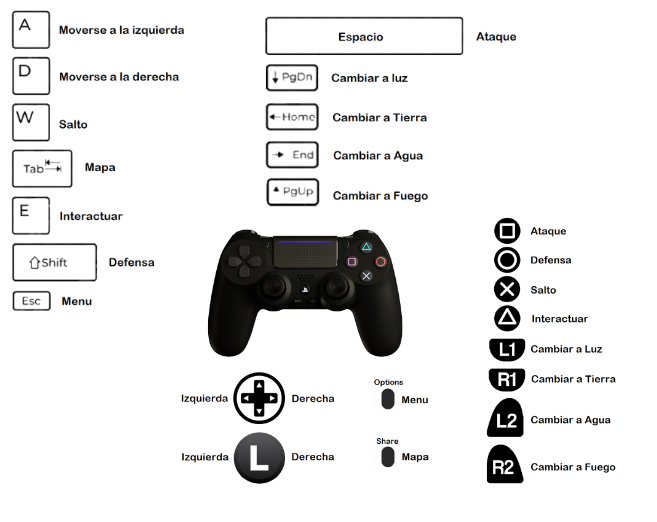 A Moverse a la izquierda
D Moverse a la derecha
W Salto
Tab Mapa
E Interactuar
Shift Defensa
Esc Menu
Espacio Ataque
PgDn Cambiar a luz
Home Cambiar a Tierra
End Cambiar a Agua
PgUp Cambiar a Fuego
Ataque
Defensa
Salto
Interactuar
L1 Cambiar a Luz
R1 Cambiar a Tierra
L2 Cambiar a Agua
R2 Cambiar a Fuego
Izquierda Derecha
Options
Menu
Izquierda L Derecha
Share
Mapa